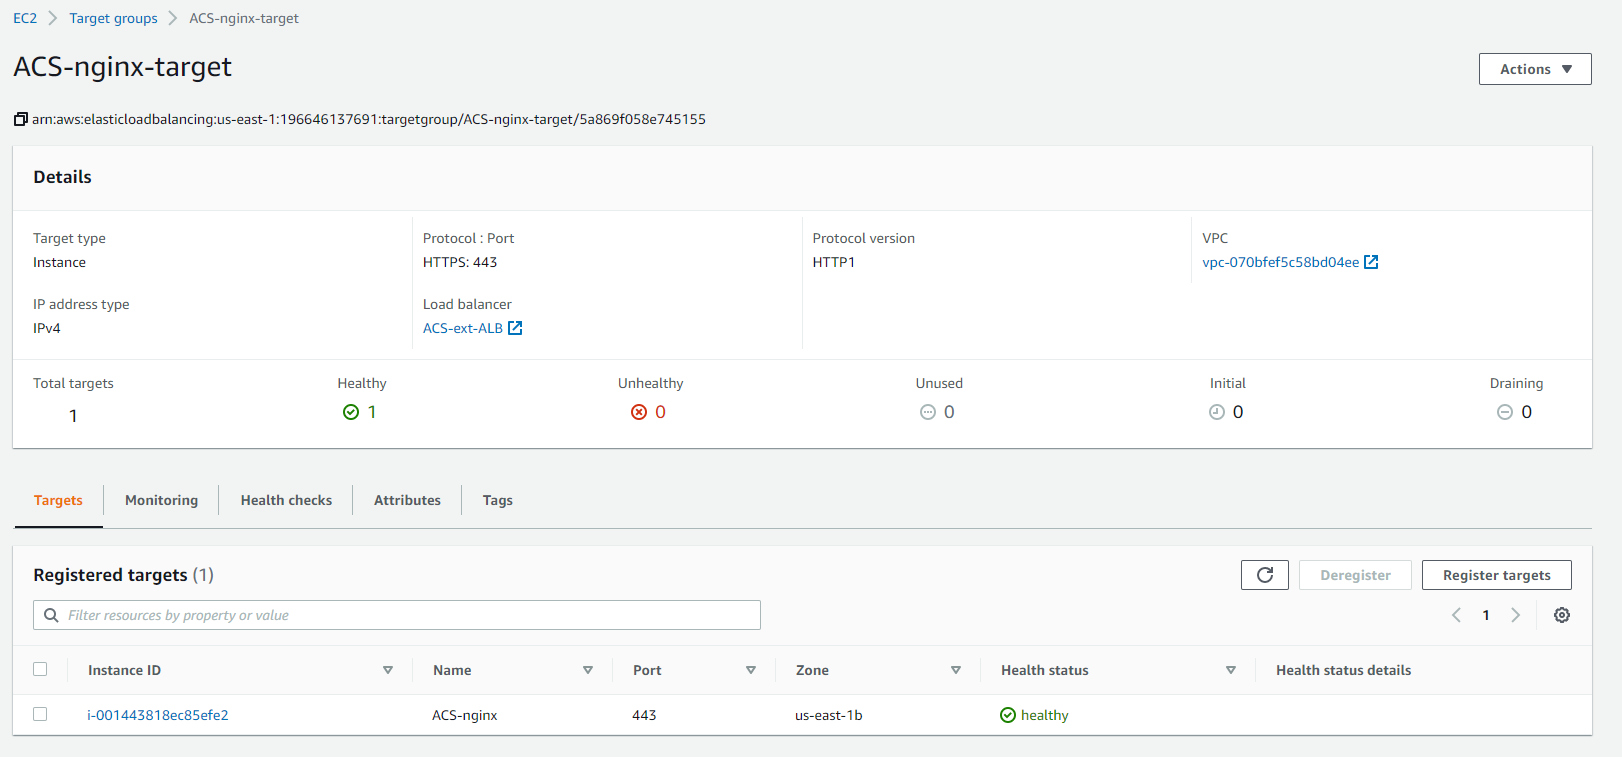 EC2 > Target groups > ACS-nginx-target
ACS-nginx-target
Actions
arn:aws:elasticloadbalancing:us-east-1:196646137691:targetgroup/ACS-nginx-target/5a869f058e745155
Details
Target type Protocol : Port Protocol version VPC
Instance HTTPS: 443 HTTP1 vpc-070bfef5c58bd04ee
IP address type Load balancer
IPv4 ACS-ext-ALB
Total targets Healthy Unhealthy Unused Initial Draining
1 1 0 0 0 0
Targets Monitoring Health checks Attributes Tags
Registered targets (1) Deregister Register targets
Filter resources by property or value 1
Instance ID Name Port Zone Health status Health status details
i-001443818ec85efe2 ACS-nginx 443 us-east-1b healthy